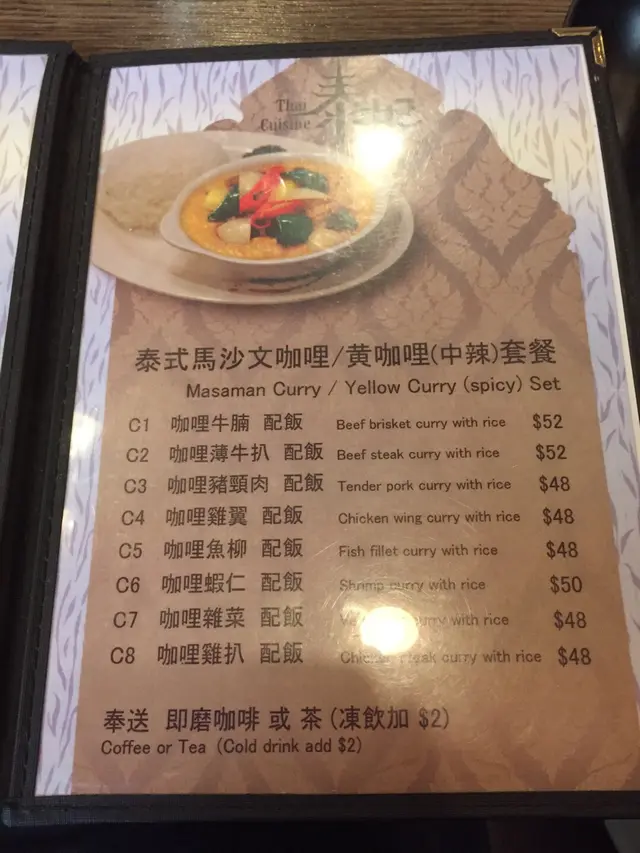 Thai
Cuisine
泰式馬沙文咖哩/黄咖哩(中辣)套餐
Masaman Curry / Yellow Curry (spicy) Set
C1 咖哩牛腩 配飯 Beef brisket curry with rice $52
C2 咖哩薄牛扒 配飯 Beef steak curry with rice $52
C3 咖哩豬頸肉 配飯 Tender pork curry with rice $48
C4 咖哩雞翼 配飯 Chicken wing curry with rice $48
C5 咖哩魚柳 配飯 Fish fillet curry with rice $48
C6 咖哩蝦仁 配飯 Shrimp curry with rice $50
C7 咖哩雜菜 配飯 curry with rice $48
C8 咖哩雞扒 配飯 Chicken steak curry with rice $48
奉送 即磨咖啡 或 茶 (凍飲加 $2)
Coffee or Tea (Cold drink add $2)